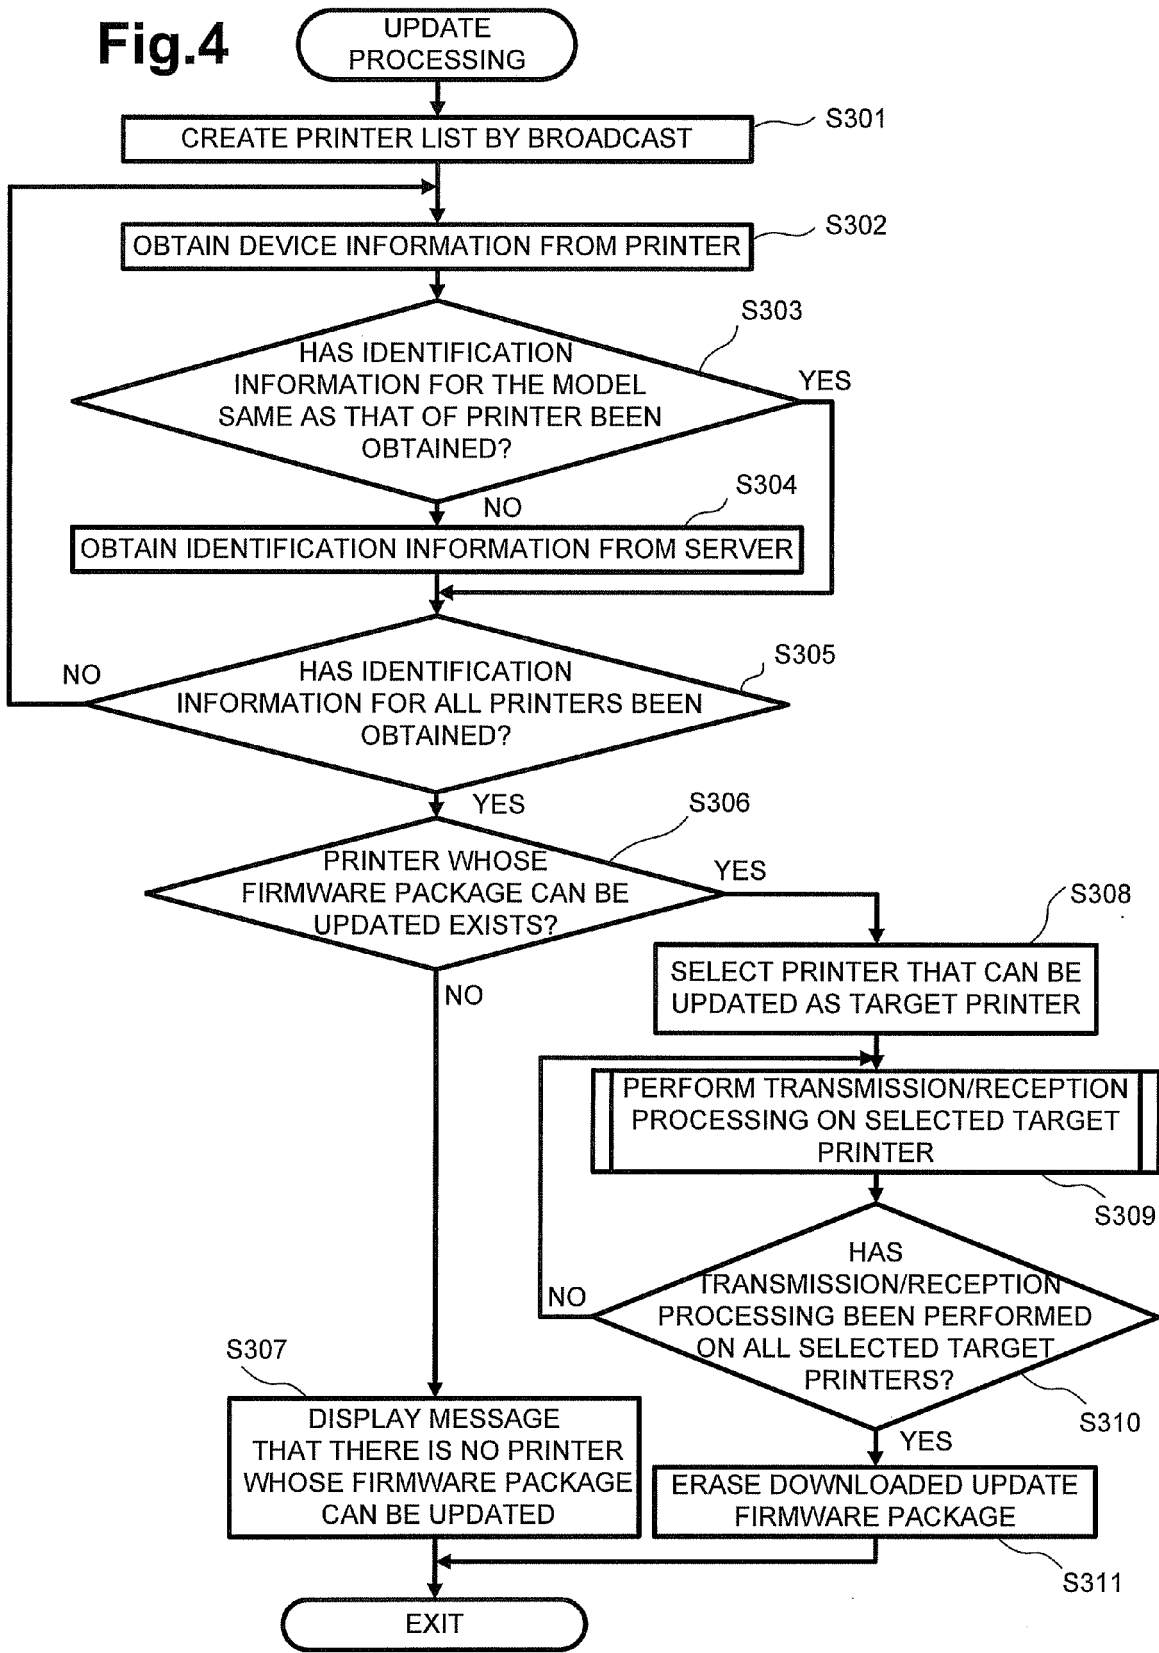 Fig.4
UPDATE
PROCESSING
S301
CREATE PRINTER LIST BY BROADCAST
S302
OBTAIN DEVICE INFORMATION FROM PRINTER
S303
HAS IDENTIFICATION
INFORMATION FOR THE MODEL
SAME AS THAT OF PRINTER BEEN
OBTAINED?
YES
NO
S304
OBTAIN IDENTIFICATION INFORMATION FROM SERVER
S305
NO
HAS IDENTIFICATION
INFORMATION FOR ALL PRINTERS BEEN
OBTAINED?
YES
S306
PRINTER WHOSE
FIRMWARE PACKAGE CAN BE
UPDATED EXISTS?
YES
NO
S308
SELECT PRINTER THAT CAN BE
UPDATED AS TARGET PRINTER
PERFORM TRANSMISSION/RECEPTION
PROCESSING ON SELECTED TARGET
PRINTER
S309
HAS
TRANSMISSION/RECEPTION
PROCESSING BEEN PERFORMED
ON ALL SELECTED TARGET
PRINTERS?
NO
S310
YES
S307
DISPLAY MESSAGE
THAT THERE IS NO PRINTER
WHOSE FIRMWARE PACKAGE
CAN BE UPDATED
ERASE DOWNLOADED UPDATE
FIRMWARE PACKAGE
S311
EXIT